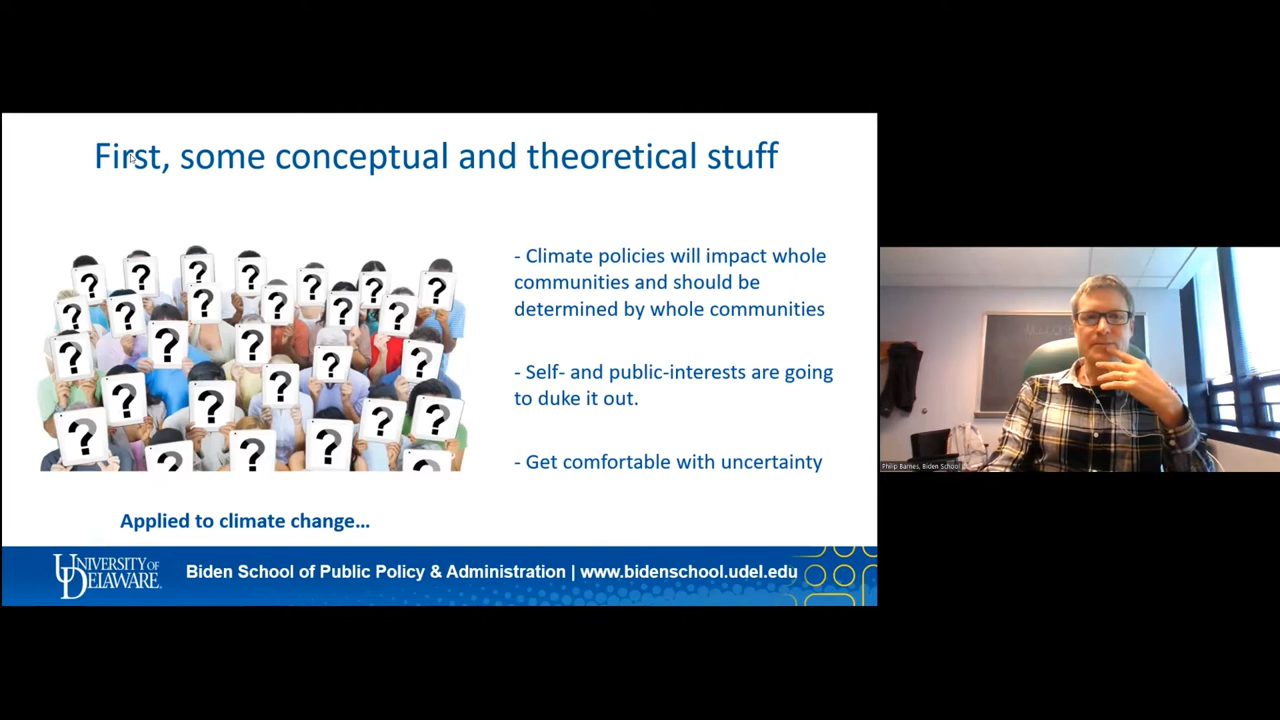 First, some conceptual and theoretical stuff
- Climate policies will impact whole
communities and should be
determined by whole communities
- Self- and public-interests are going
to duke it out.
- Get comfortable with uncertainty
? ? ? ? ? ? ? ?
? ? ? ? ? ?
? ? ? ? ?
? ? ? ? ?
? ? ? ? ?
Applied to climate change...
UNIVERSITY OF
DELAWARE
Biden School of Public Policy & Administration | www.bidenschool.udel.edu
Philip Barnes, Biden School